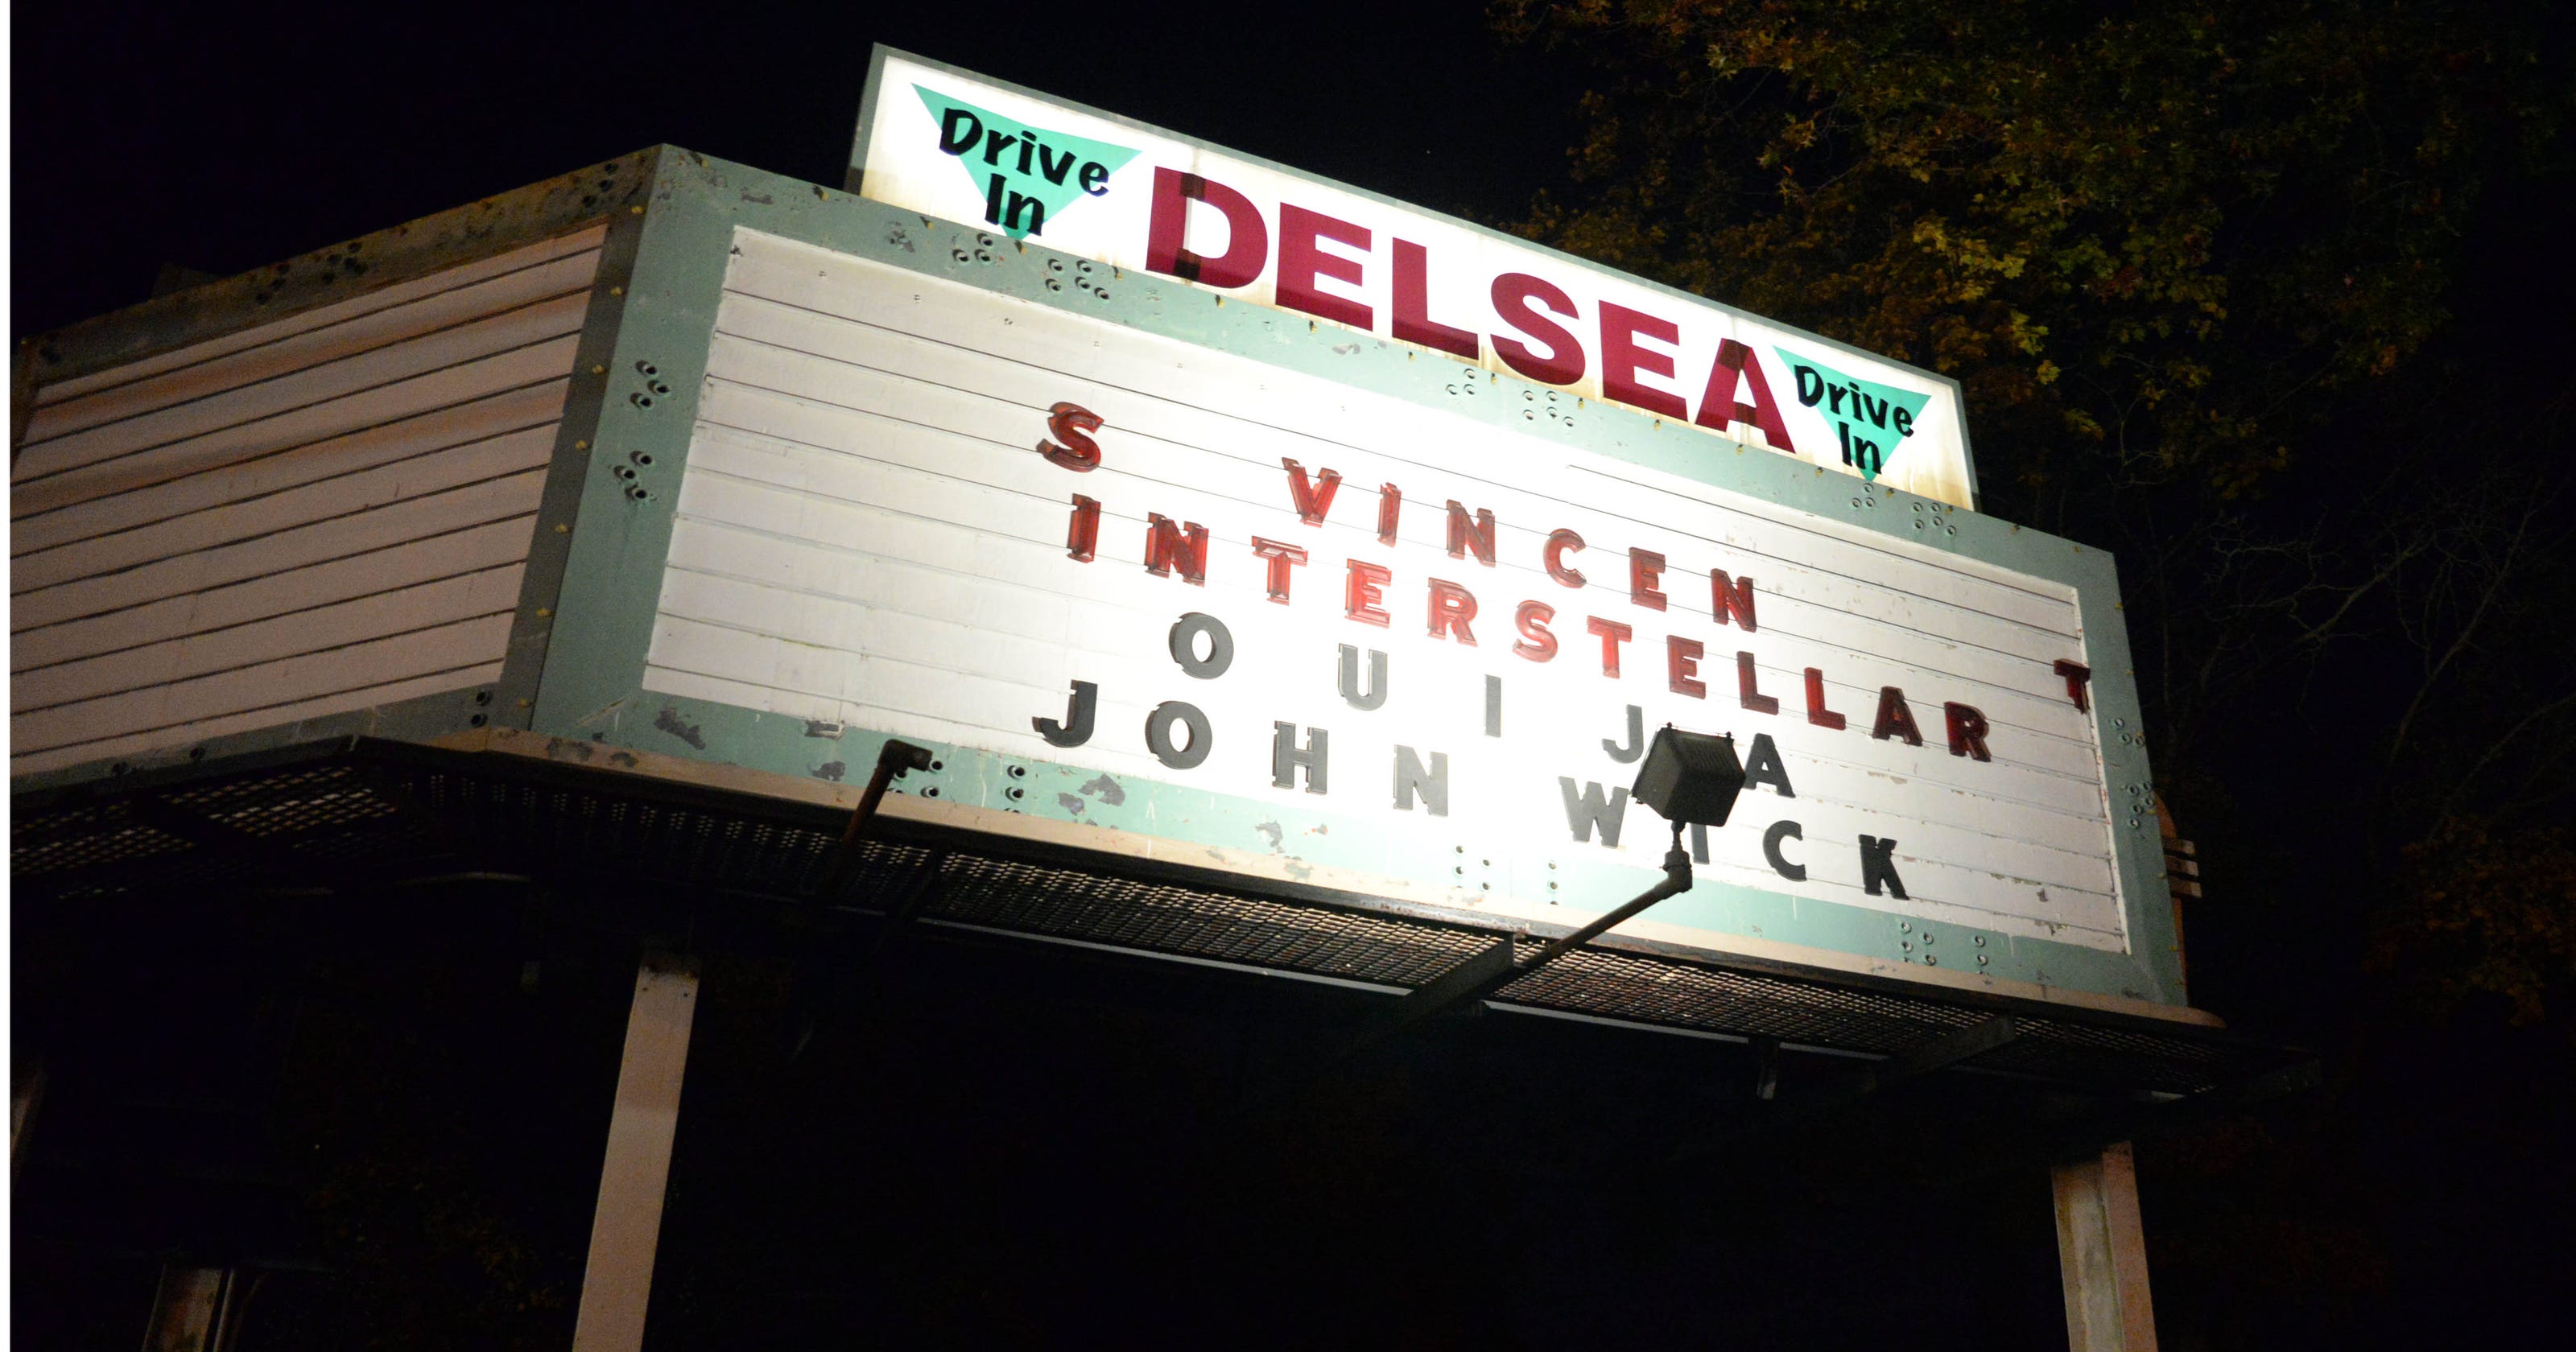 Drive In DELSEA Drive In
S VINCEN T
INTERSTELLAR
OUIJA
JOHN WICK